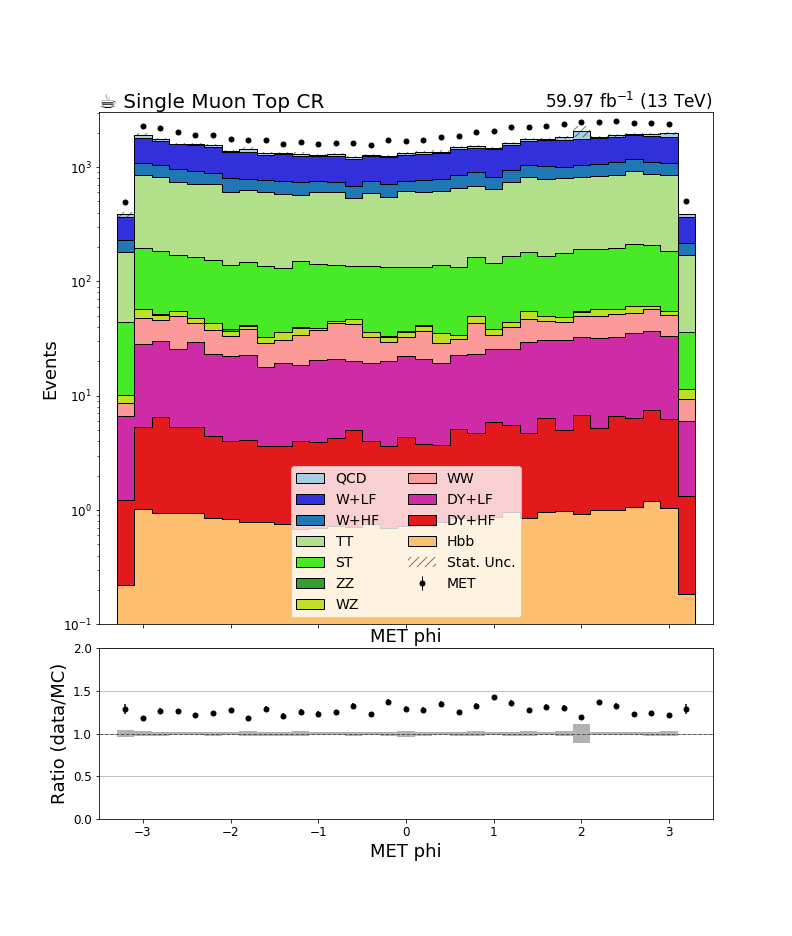 ☕ Single Muon Top CR 59.97 fb⁻¹ (13 TeV)
Events
10³
10²
10¹
10⁰
10⁻¹
QCD WW
W+LF DY+LF
W+HF DY+HF
TT Hbb
ST Stat. Unc.
ZZ MET
WZ
MET phi
Ratio (data/MC)
2.0
1.5
1.0
0.5
0.0
−3 −2 −1 0 1 2 3
MET phi